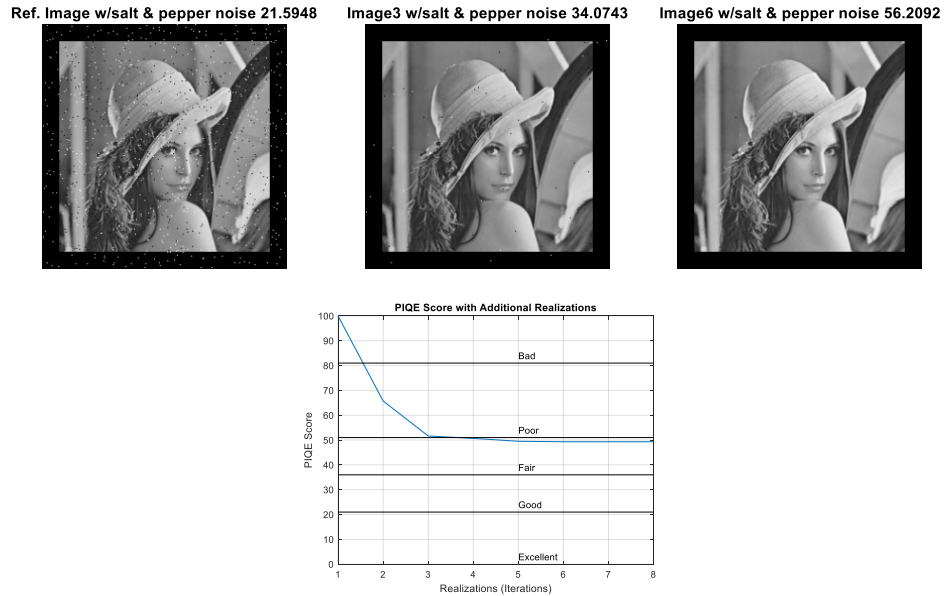 Ref. Image w/salt & pepper noise 21.5948
Image3 w/salt & pepper noise 34.0743
Image6 w/salt & pepper noise 56.2092
PIQE Score with Additional Realizations
100
90
80
70
60
50
40
30
20
10
0
PIQE Score
Bad
Poor
Fair
Good
Excellent
1 2 3 4 5 6 7 8
Realizations (Iterations)